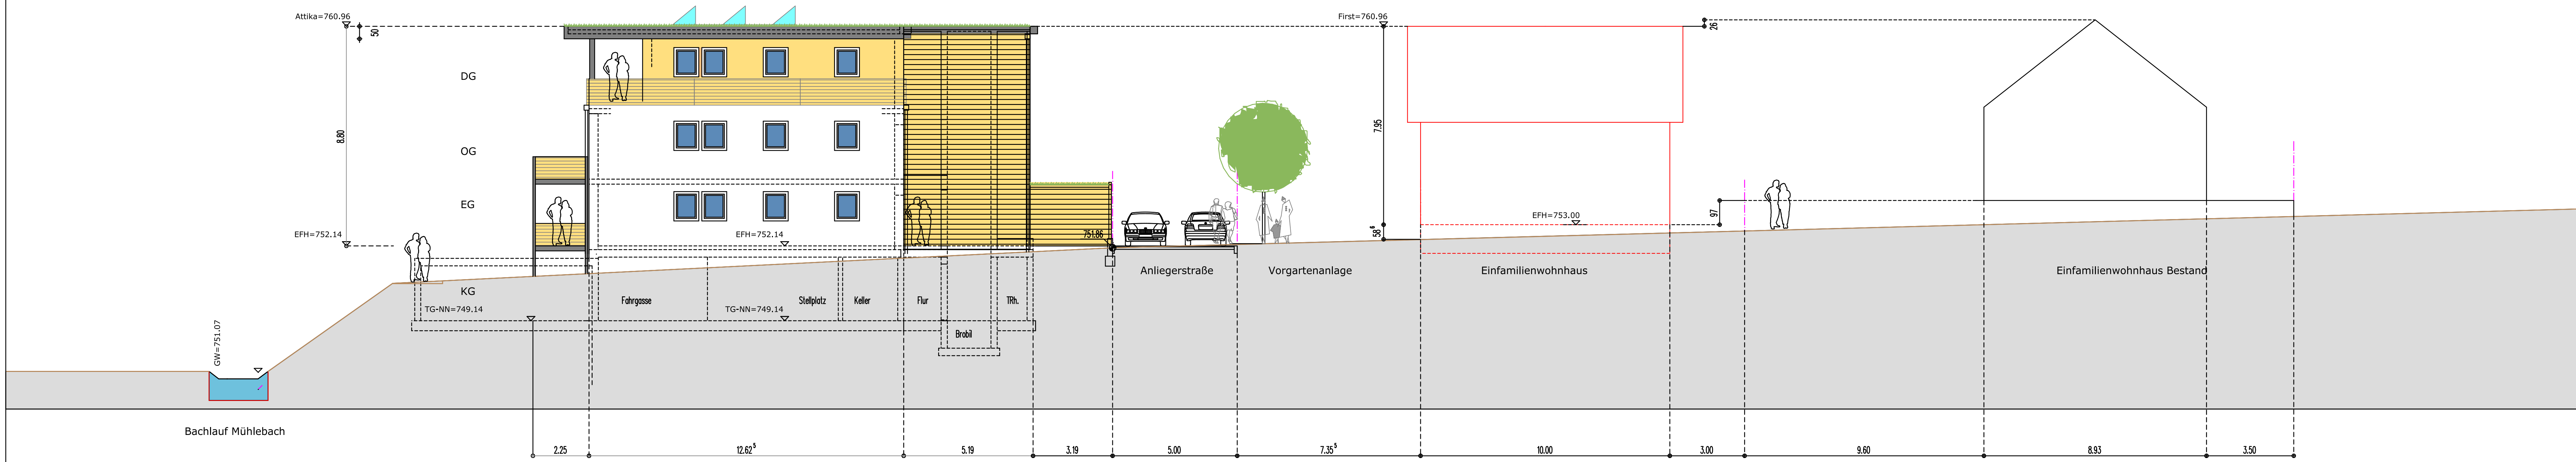 Attika=760.96
First=760.96
50
26
DG
8.80
7.95
OG
EG
97
EFH=753.00
EFH=752.14
EFH=752.14
751.86
58⁵
Anliegerstraße
Vorgartenanlage
Einfamilienwohnhaus
Einfamilienwohnhaus Bestand
KG
Fahrgasse
Stellplatz
Keller
Flur
TRh.
TG-NN=749.14
TG-NN=749.14
Brobil
GW=751.07
Bachlauf Mühlebach
2.25
12.62⁵
5.19
3.19
5.00
7.35⁵
10.00
3.00
9.60
8.93
3.50